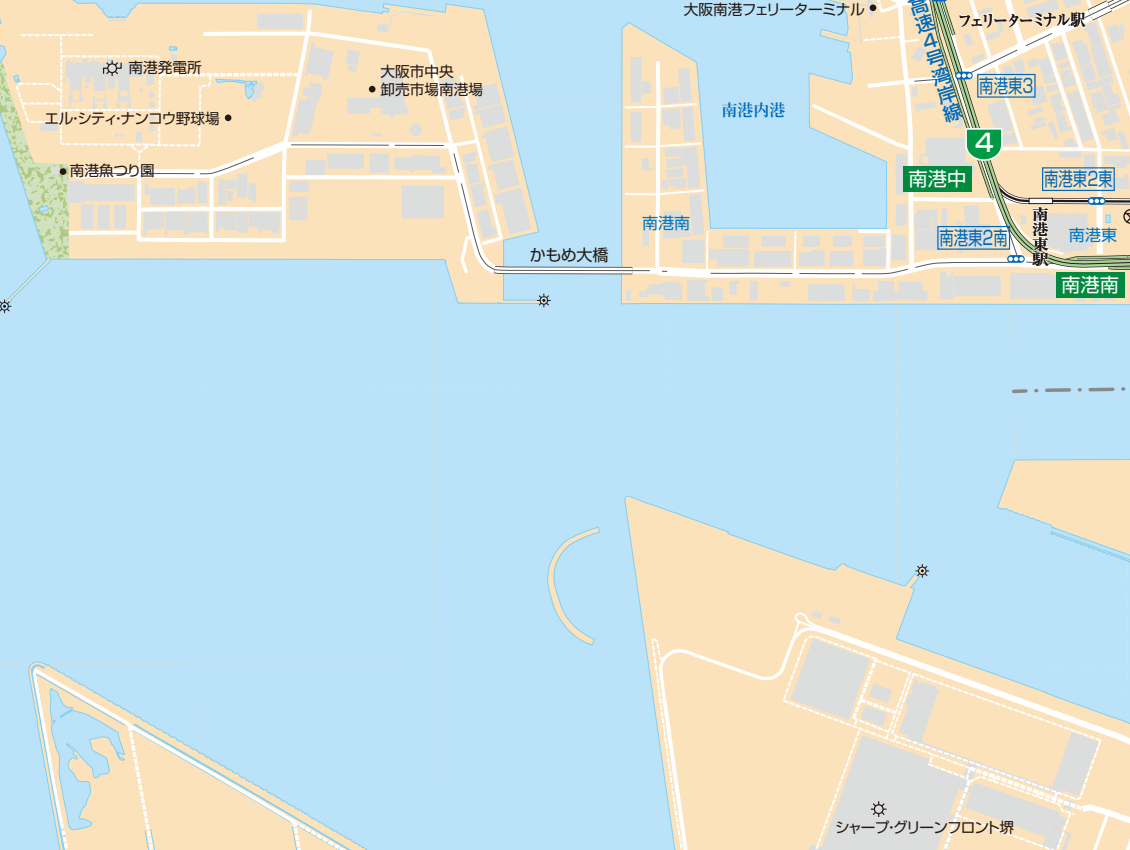 大阪南港フェリーターミナル
フェリーターミナル駅
高速4号湾岸線
南港発電所
大阪市中央
卸売市場南港場
南港東3
南港内港
エル・シティ・ナンコウ野球場
4
南港魚つり園
南港中
南港東2東
南港南
南港東2南
南港東駅
南港東
かもめ大橋
南港南
シャープ・グリーンフロント堺